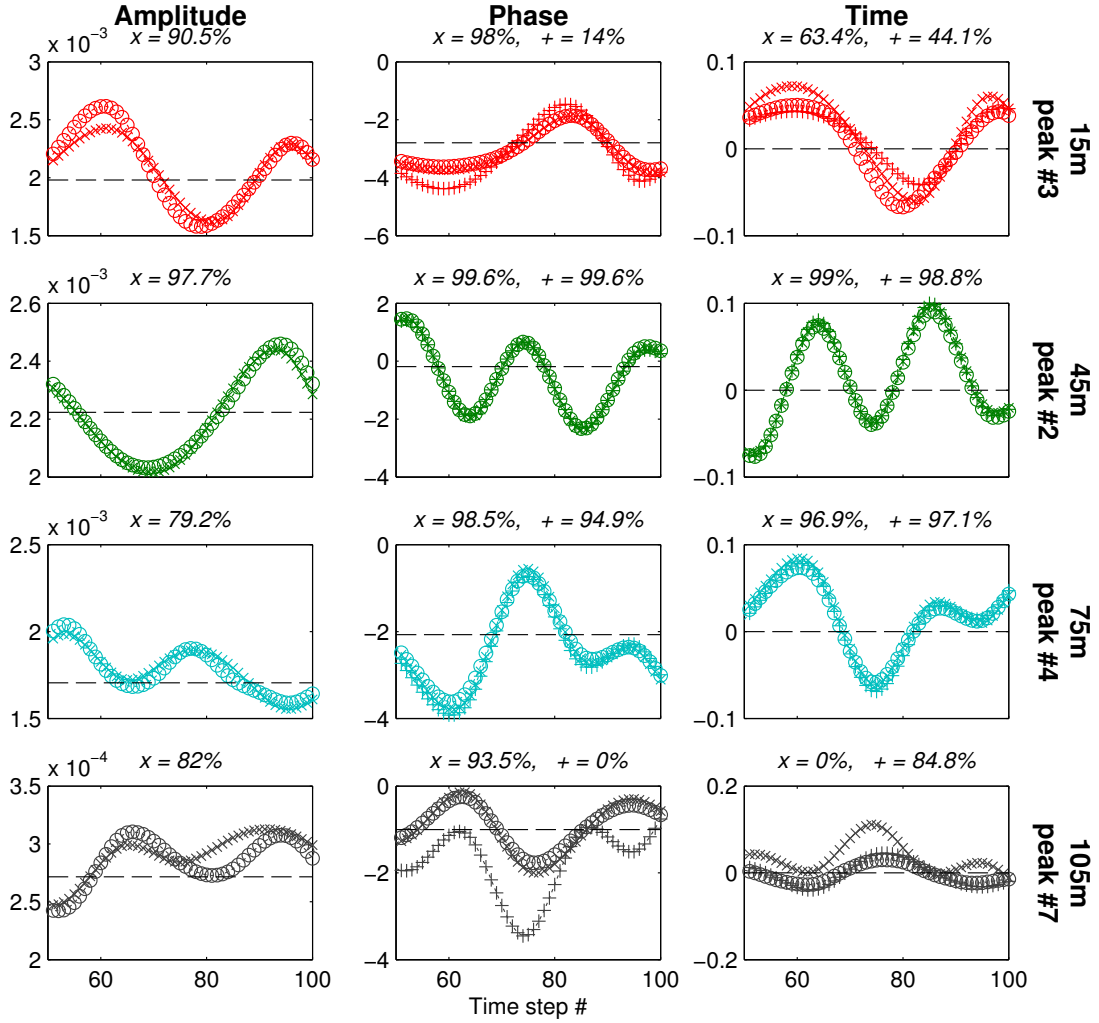 Amplitude Phase Time
x 10⁻³ x = 90.5% x = 98%, + = 14% x = 63.4%, + = 44.1%
3 0 0.1
2.5 −2 0
2 −4
1.5 −6 −0.1
15m
peak #3
x 10⁻³ x = 97.7% x = 99.6%, + = 99.6% x = 99%, + = 98.8%
2.6 2 0.1
2.4 0 0
2.2 −2
2 −4 −0.1
45m
peak #2
x 10⁻³ x = 79.2% x = 98.5%, + = 94.9% x = 96.9%, + = 97.1%
2.5 0 0.1
2 −2 0
1.5 −4 −0.1
75m
peak #4
x 10⁻⁴ x = 82% x = 93.5%, + = 0% x = 0%, + = 84.8%
3.5 0 0.2
3 −2 0
2.5
2 −4 −0.2
105m
peak #7
60 80 100 60 80 100 60 80 100
Time step #